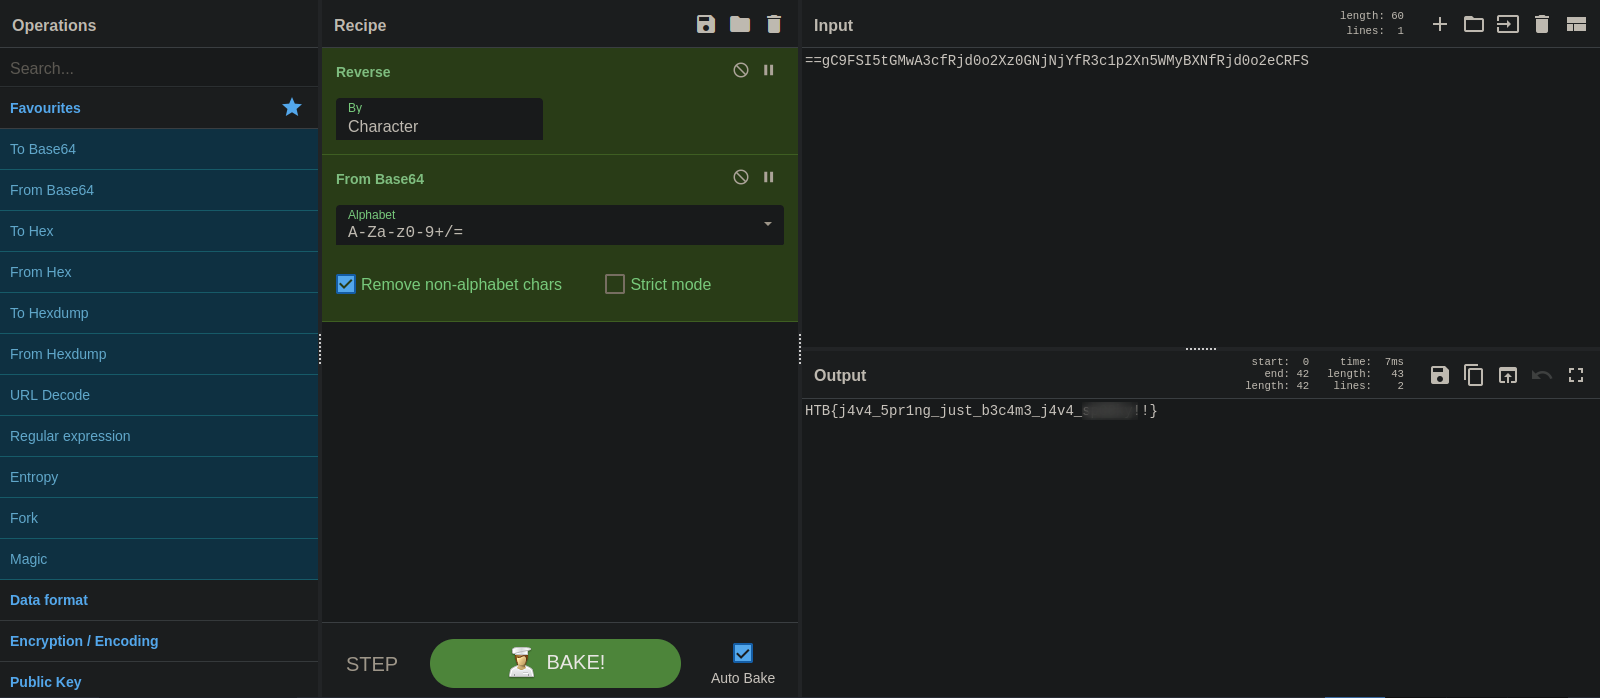 Operations
Search...
Favourites
To Base64
From Base64
To Hex
From Hex
To Hexdump
From Hexdump
URL Decode
Regular expression
Entropy
Fork
Magic
Data format
Encryption / Encoding
Public Key
Recipe
Reverse
By
Character
From Base64
Alphabet
A-Za-z0-9+/=
Remove non-alphabet chars
Strict mode
STEP
BAKE!
Auto Bake
Input
length: 60
lines: 1
==gC9FSI5tGMwA3cfRjd0o2Xz0GNjNjYfR3c1p2Xn5WMyBXNfRjd0o2eCRFS
Output
start: 0 time: 7ms
end: 42 length: 43
length: 42 lines: 2
HTB{j4v4_5pr1ng_just_b3c4m3_j4v4_ !!}